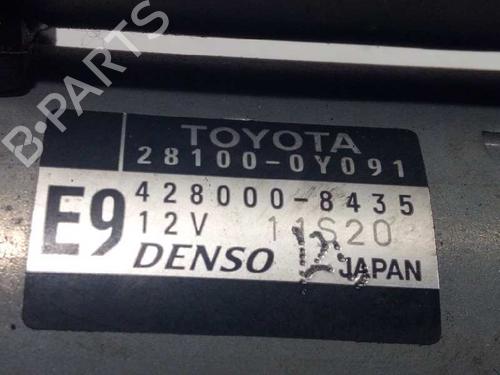 TOYOTA
28100-0Y091
E9
428000-8435
12V 11S20
DENSO
JAPAN
B-PARTS